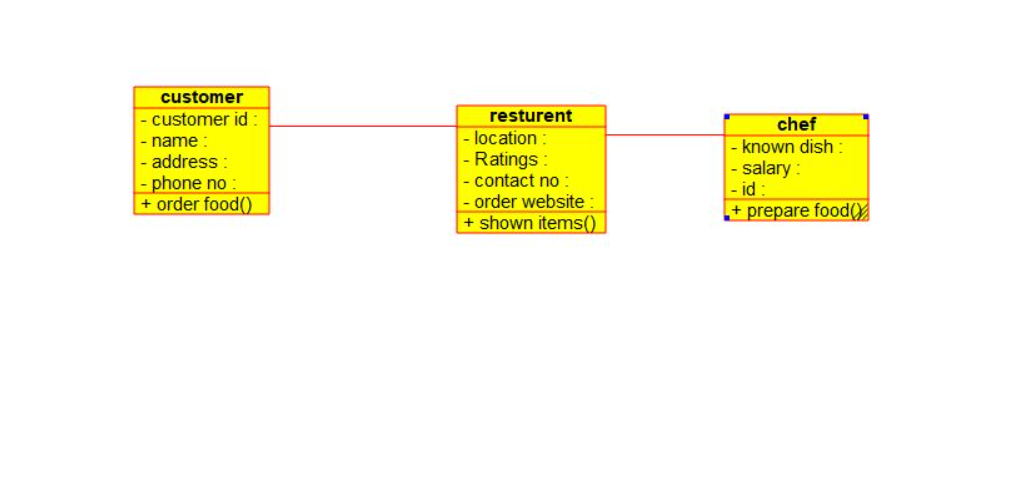 customer
- customer id :
- name :
- address :
- phone no :
+ order food()
resturent
- location :
- Ratings :
- contact no :
- order website :
+ shown items()
chef
- known dish :
- salary :
- id :
+ prepare food()